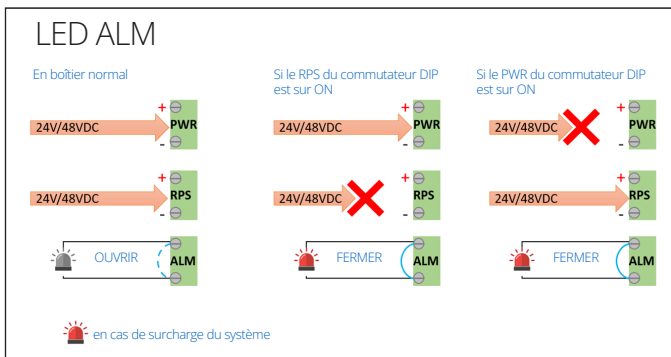 LED ALM
En boîtier normal
Si le RPS du commutateur DIP
est sur ON
Si le PWR du commutateur DIP
est sur ON
+
24V/48VDC
PWR
-
+
24V/48VDC
PWR
-
+
24V/48VDC
PWR
-
+
24V/48VDC
RPS
-
+
24V/48VDC
RPS
-
+
24V/48VDC
RPS
-
OUVRIR
ALM
FERMER
ALM
FERMER
ALM
en cas de surcharge du système